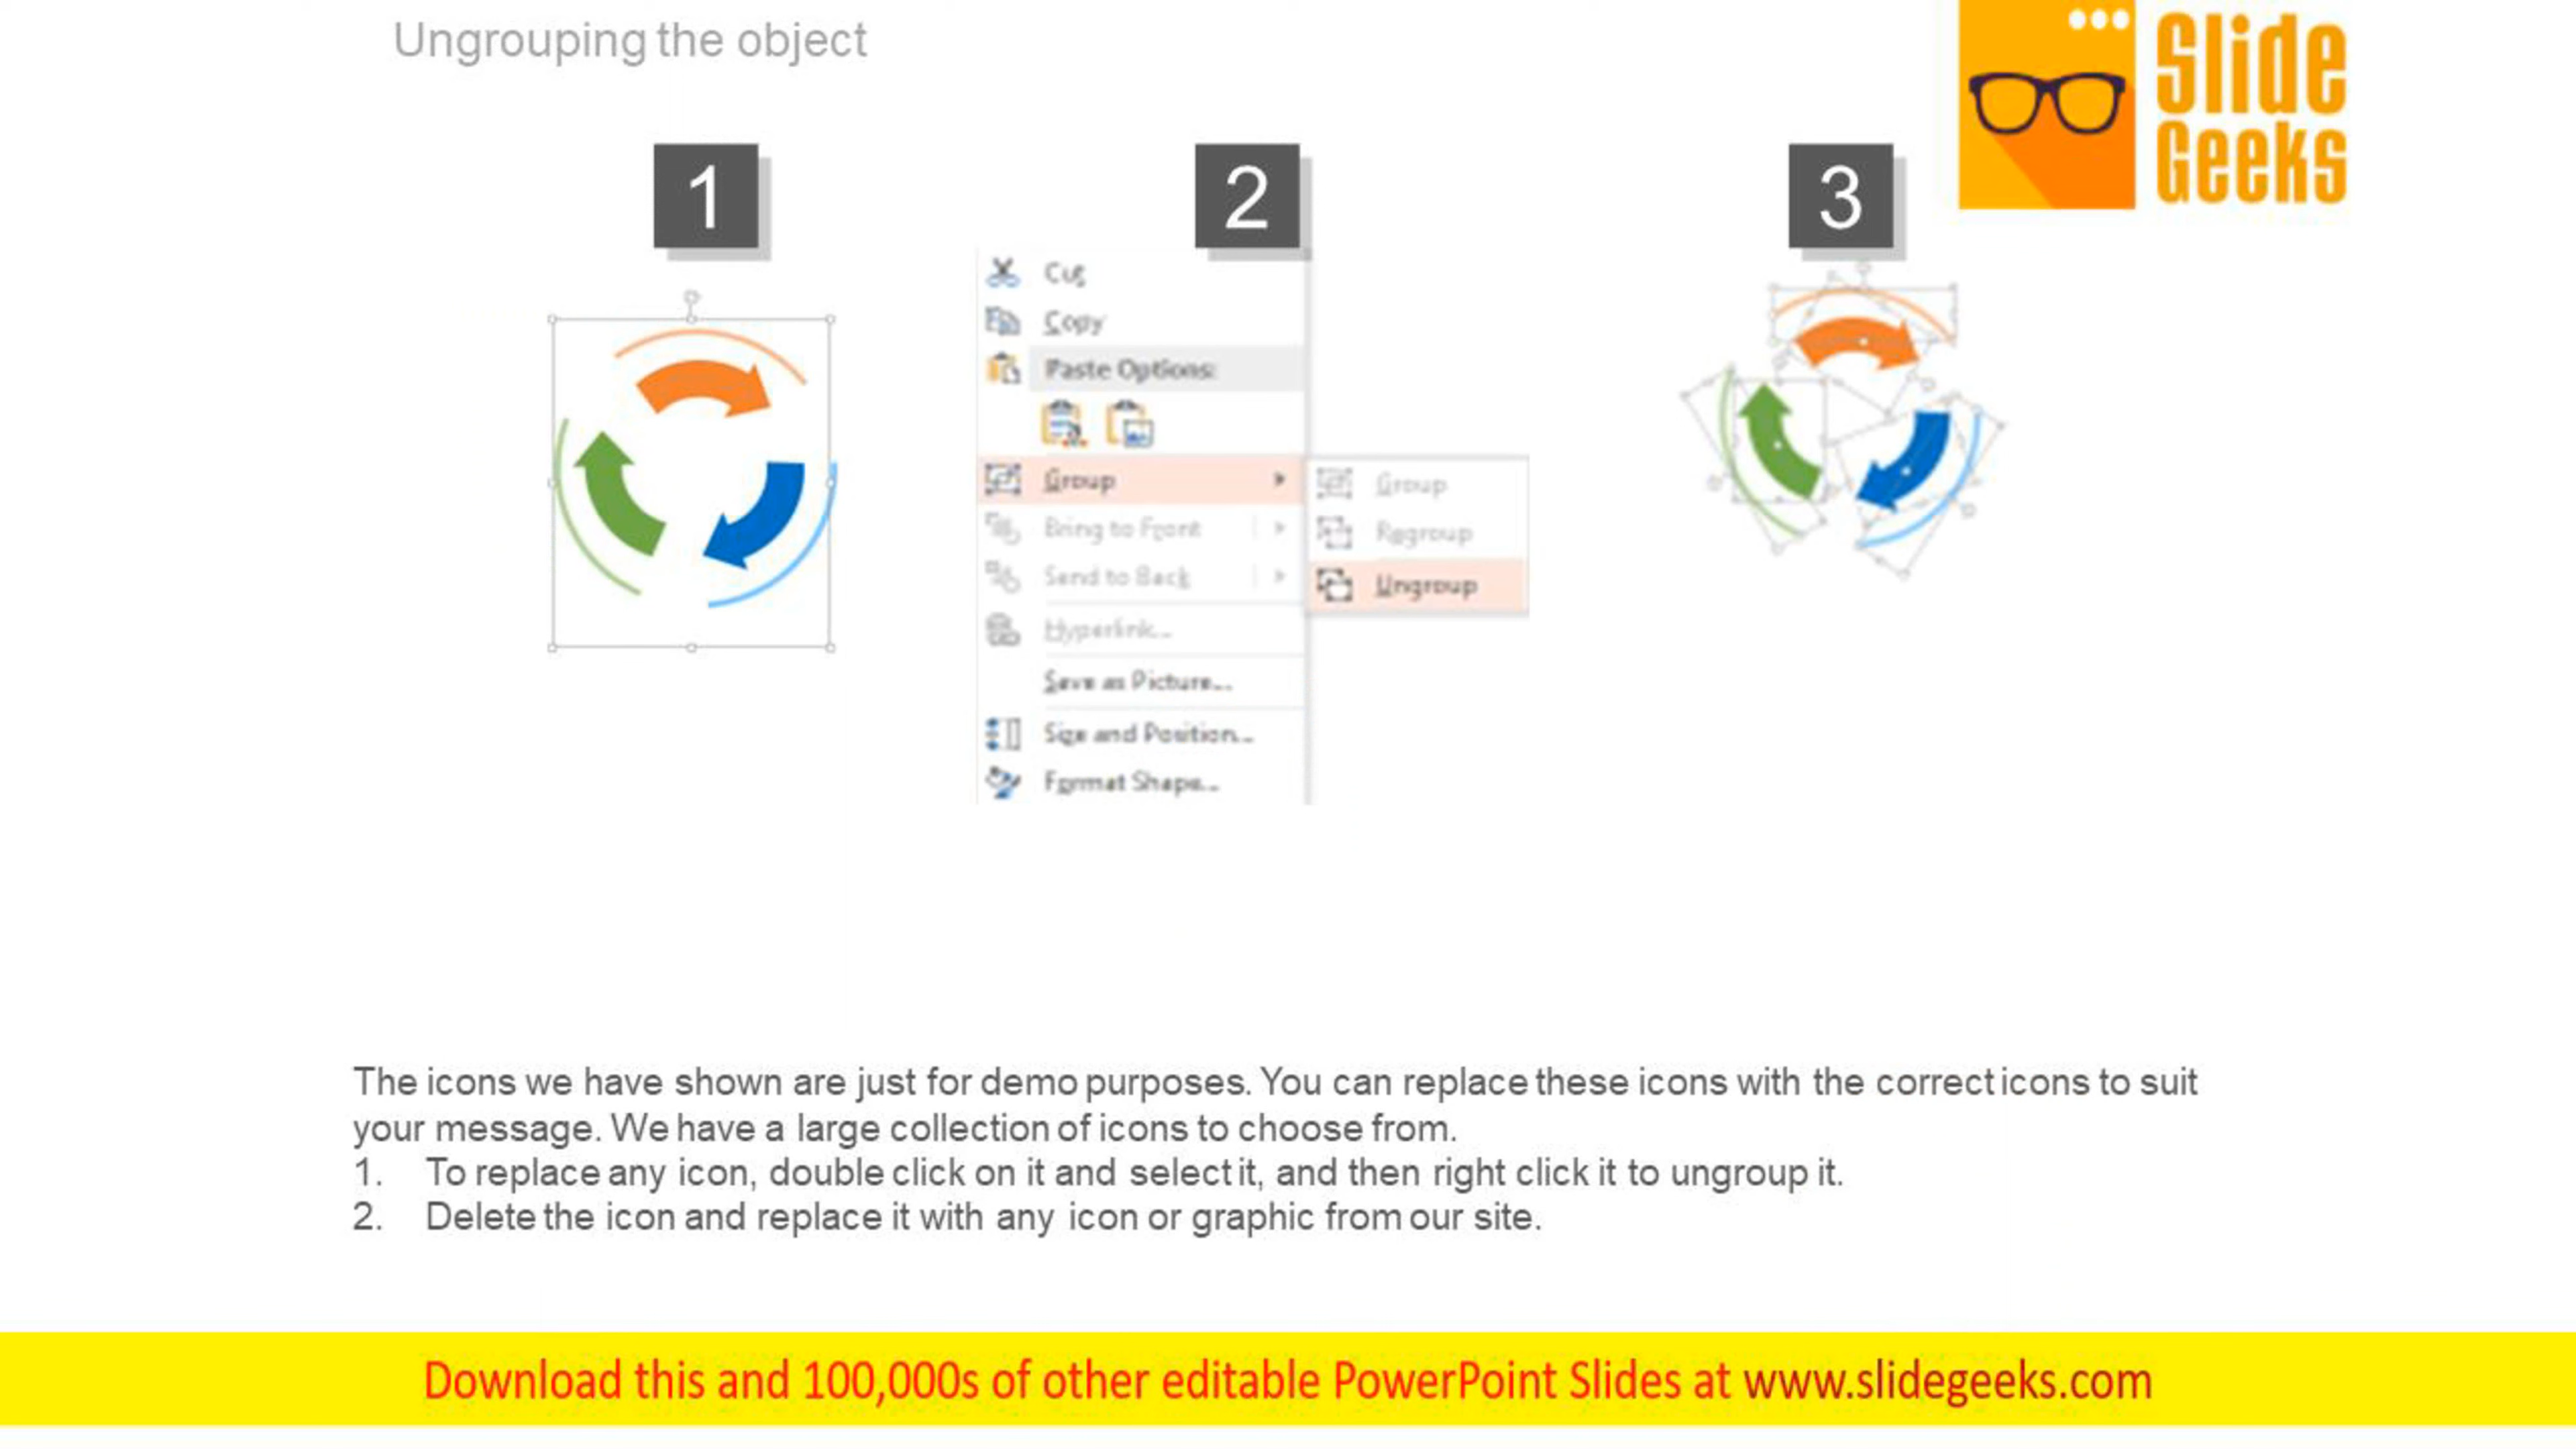 Ungrouping the object
Slide
Geeks
1
2
3
Cut
Copy
Paste Options:
Group
Bring to Front
Send to Back
Hyperlink...
Save as Picture...
Size and Position...
Format Shape...
Group
Regroup
Ungroup
The icons we have shown are just for demo purposes. You can replace these icons with the correct icons to suit
your message. We have a large collection of icons to choose from.
1. To replace any icon, double click on it and select it, and then right click it to ungroup it.
2. Delete the icon and replace it with any icon or graphic from our site.
Download this and 100,000s of other editable PowerPoint Slides at www.slidegeeks.com